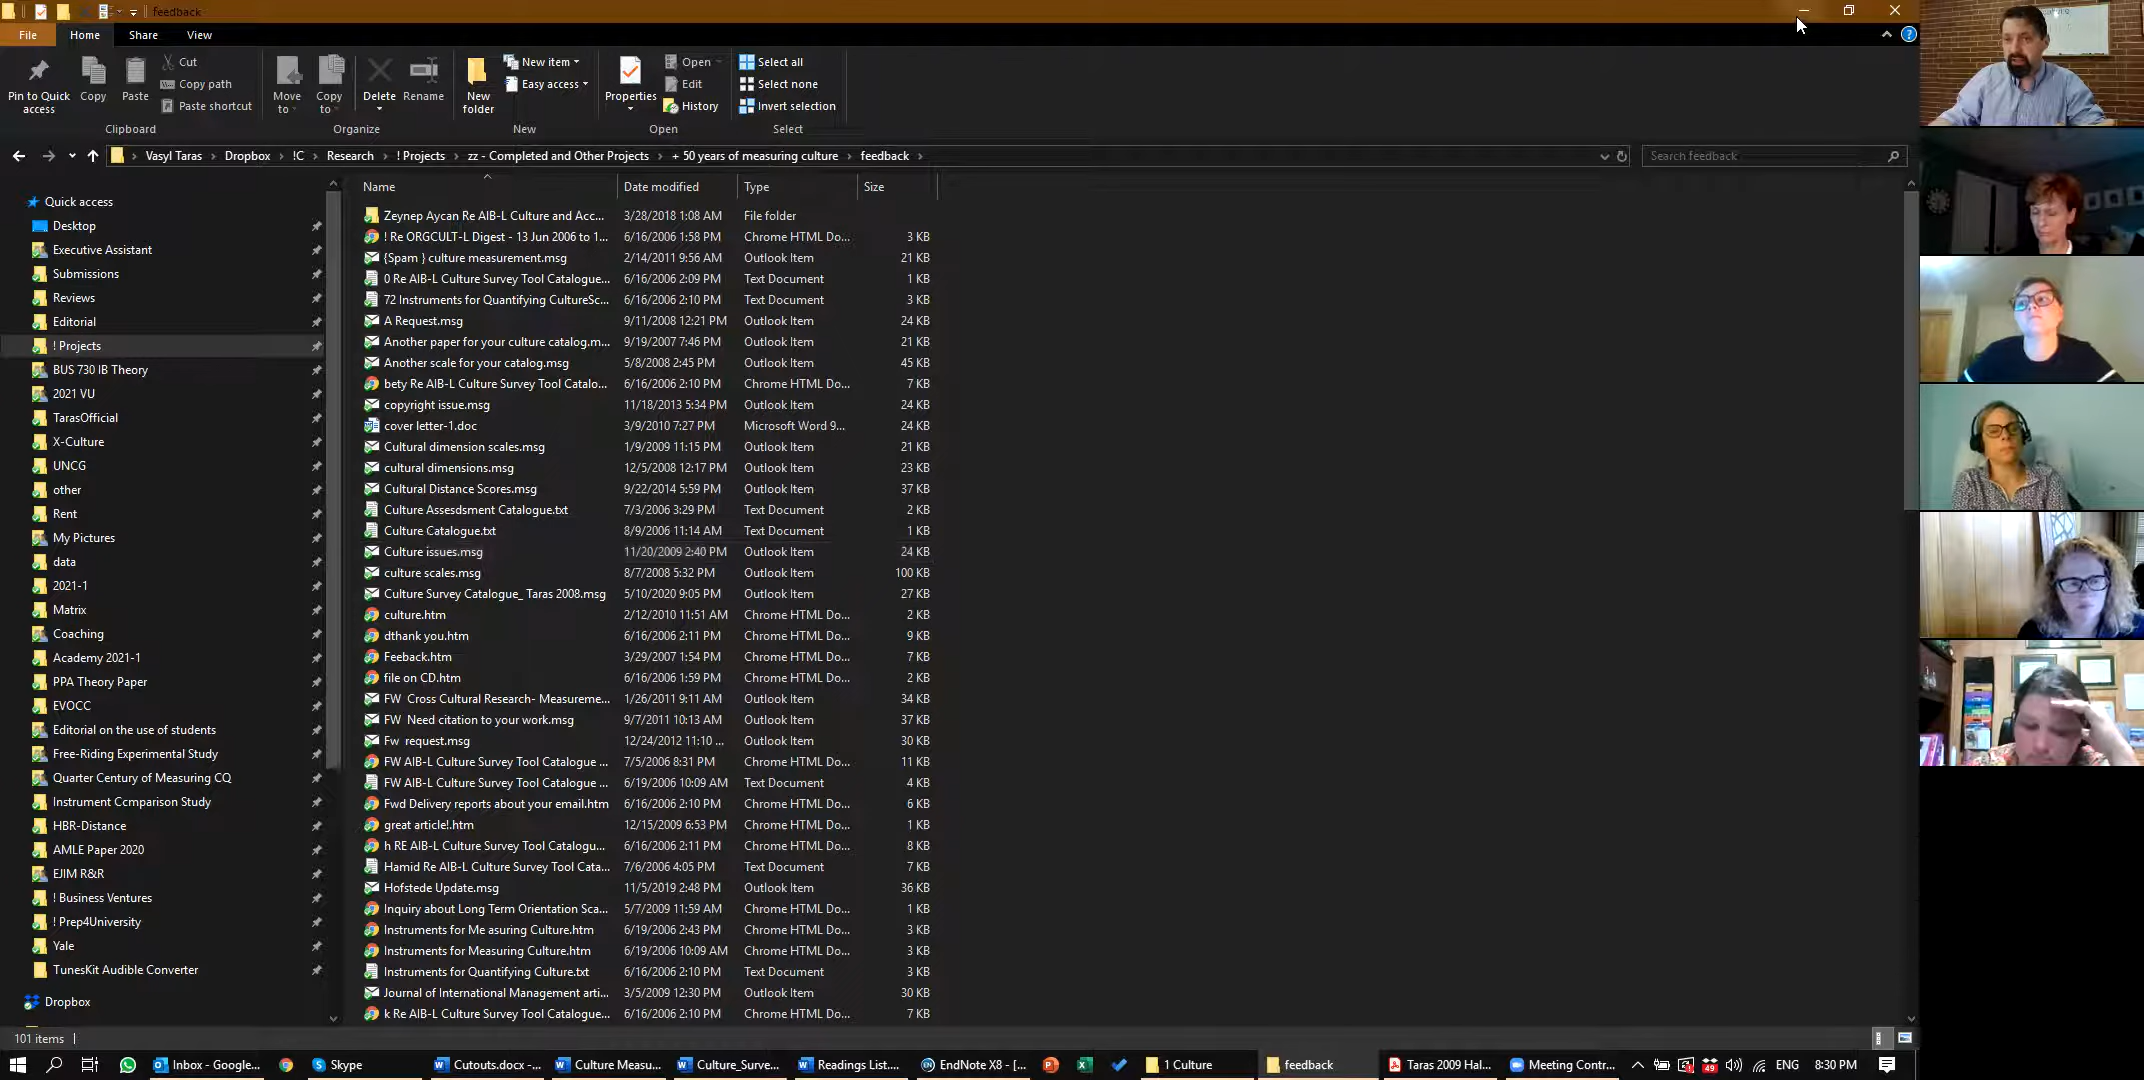 feedback
File Home Share View
Pin to Quick access
Copy
Paste
Cut
Copy path
Paste shortcut
Clipboard
Move to
Copy to
Delete
Rename
Organize
New folder
New item
Easy access
New
Properties
Open
Edit
History
Open
Select all
Select none
Invert selection
Select
Vasyl Taras › Dropbox › !C › Research › ! Projects › zz - Completed and Other Projects › + 50 years of measuring culture › feedback ›
Search feedback
Quick access
Desktop
Executive Assistant
Submissions
Reviews
Editorial
! Projects
BUS 730 IB Theory
2021 VU
TarasOfficial
X-Culture
UNCG
other
Rent
My Pictures
data
2021-1
Matrix
Coaching
Academy 2021-1
PPA Theory Paper
EVOCC
Editorial on the use of students
Free-Riding Experimental Study
Quarter Century of Measuring CQ
Instrument Ccmparison Study
HBR-Distance
AMLE Paper 2020
EJIM R&R
! Business Ventures
! Prep4University
Yale
TunesKit Audible Converter
Dropbox
Name Date modified Type Size
Zeynep Aycan Re AIB-L Culture and Acc... 3/28/2018 1:08 AM File folder
! Re ORGCULT-L Digest - 13 Jun 2006 to 1... 6/16/2006 1:58 PM Chrome HTML Do... 3 KB
{Spam } culture measurement.msg 2/14/2011 9:56 AM Outlook Item 21 KB
0 Re AIB-L Culture Survey Tool Catalogue... 6/16/2006 2:09 PM Text Document 1 KB
72 Instruments for Quantifying CultureSc... 6/16/2006 2:10 PM Text Document 3 KB
A Request.msg 9/11/2008 12:21 PM Outlook Item 24 KB
Another paper for your culture catalog.m... 9/19/2007 7:46 PM Outlook Item 21 KB
Another scale for your catalog.msg 5/8/2008 2:45 PM Outlook Item 45 KB
bety Re AIB-L Culture Survey Tool Catalo... 6/16/2006 2:10 PM Chrome HTML Do... 7 KB
copyright issue.msg 11/18/2013 5:34 PM Outlook Item 24 KB
cover letter-1.doc 3/9/2010 7:27 PM Microsoft Word 9... 24 KB
Cultural dimension scales.msg 1/9/2009 11:15 PM Outlook Item 21 KB
cultural dimensions.msg 12/5/2008 12:17 PM Outlook Item 23 KB
Cultural Distance Scores.msg 9/22/2014 5:59 PM Outlook Item 37 KB
Culture Assesdsment Catalogue.txt 7/3/2006 3:29 PM Text Document 2 KB
Culture Catalogue.txt 8/9/2006 11:14 AM Text Document 1 KB
Culture issues.msg 11/20/2009 2:40 PM Outlook Item 24 KB
culture scales.msg 8/7/2008 5:32 PM Outlook Item 100 KB
Culture Survey Catalogue_ Taras 2008.msg 5/10/2020 9:05 PM Outlook Item 27 KB
culture.htm 2/12/2010 11:51 AM Chrome HTML Do... 2 KB
dthank you.htm 6/16/2006 2:11 PM Chrome HTML Do... 9 KB
Feeback.htm 3/29/2007 1:54 PM Chrome HTML Do... 7 KB
file on CD.htm 6/16/2006 1:59 PM Chrome HTML Do... 2 KB
FW Cross Cultural Research- Measureme... 1/26/2011 9:11 AM Outlook Item 34 KB
FW Need citation to your work.msg 9/7/2011 10:13 AM Outlook Item 37 KB
Fw request.msg 12/24/2012 11:10 ... Outlook Item 30 KB
FW AIB-L Culture Survey Tool Catalogue ... 7/5/2006 8:31 PM Chrome HTML Do... 11 KB
FW AIB-L Culture Survey Tool Catalogue ... 6/19/2006 10:09 AM Text Document 4 KB
Fwd Delivery reports about your email.htm 6/16/2006 2:10 PM Chrome HTML Do... 6 KB
great article!.htm 12/15/2009 6:53 PM Chrome HTML Do... 1 KB
h RE AIB-L Culture Survey Tool Catalogu... 6/16/2006 2:11 PM Chrome HTML Do... 8 KB
Hamid Re AIB-L Culture Survey Tool Cata... 7/6/2006 4:05 PM Text Document 7 KB
Hofstede Update.msg 11/5/2019 2:48 PM Outlook Item 36 KB
Inquiry about Long Term Orientation Sca... 5/7/2009 11:59 AM Chrome HTML Do... 1 KB
Instruments for Me asuring Culture.htm 6/19/2006 2:43 PM Chrome HTML Do... 3 KB
Instruments for Measuring Culture.htm 6/19/2006 10:09 AM Chrome HTML Do... 3 KB
Instruments for Quantifying Culture.txt 6/16/2006 2:10 PM Text Document 3 KB
Journal of International Management arti... 3/5/2009 12:30 PM Outlook Item 30 KB
k Re AIB-L Culture Survey Tool Catalogue... 6/16/2006 2:10 PM Chrome HTML Do... 7 KB
101 items
Inbox - Google... Skype Cutouts.docx -... Culture Measu... Culture_Surve... Readings List.... EndNote X8 - [... 1 Culture feedback Taras 2009 Hal... Meeting Contr... 49 ENG 8:30 PM